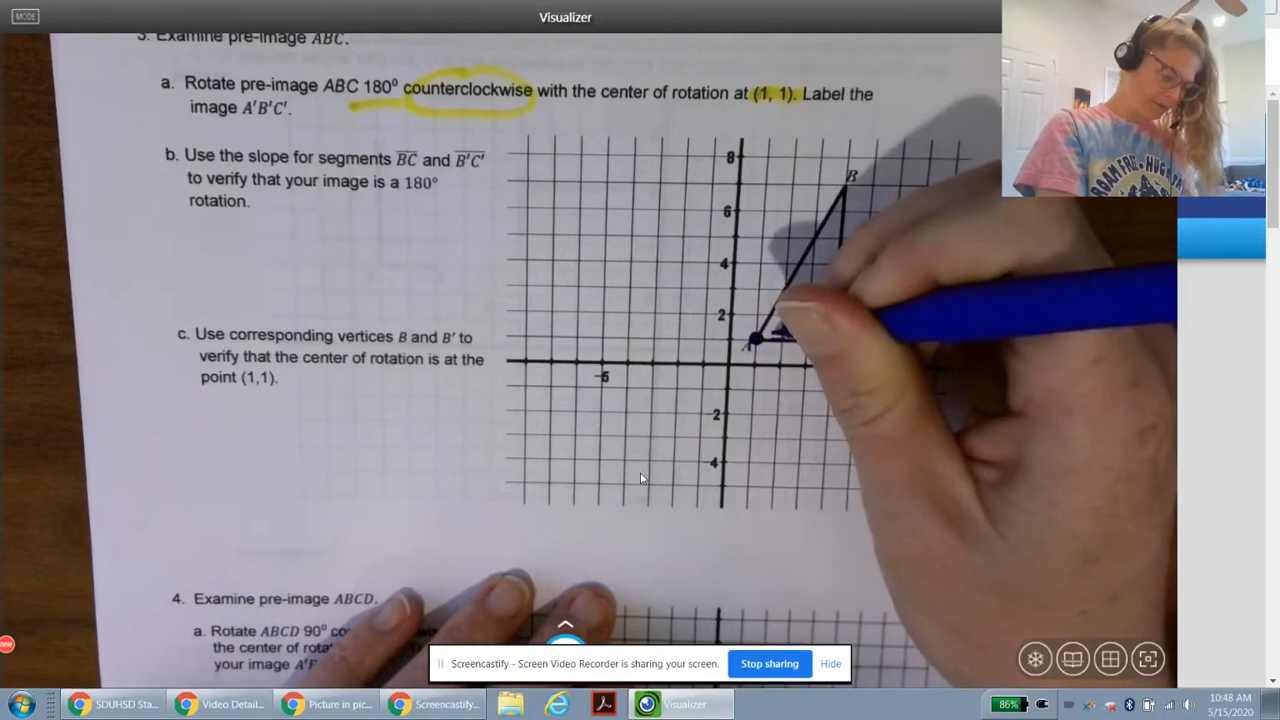 MODE
Visualizer
3. Examine pre-image ABC.
a. Rotate pre-image ABC 180⁰ counterclockwise with the center of rotation at (1, 1). Label the
image A'B'C'.
b. Use the slope for segments B̅C̅ and B̅'̅C̅'̅
to verify that your image is a 180°
rotation.
c. Use corresponding vertices B and B' to
verify that the center of rotation is at the
point (1,1).
8
B
6
4
2
A
-5
-2
4
4. Examine pre-image ABCD.
a. Rotate ABCD 90⁰
the center of
your image
new
Screencastify - Screen Video Recorder is sharing your screen.
Stop sharing
Hide
SOUHSD Sta...
Video Detail...
Picture in pic...
Screencastify...
Visualizer
86%
10:48 AM
5/15/2020